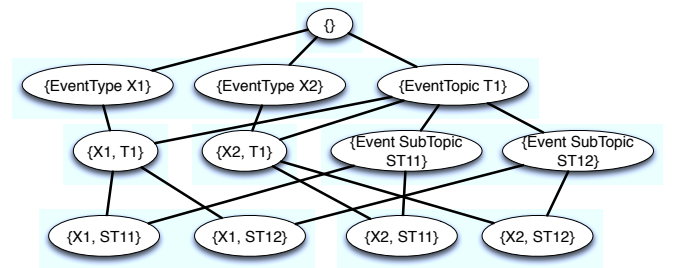 {}
{EventType X1}
{EventType X2}
{EventTopic T1}
{X1, T1}
{X2, T1}
{Event SubTopic
ST11}
{Event SubTopic
ST12}
{X1, ST11}
{X1, ST12}
{X2, ST11}
{X2, ST12}